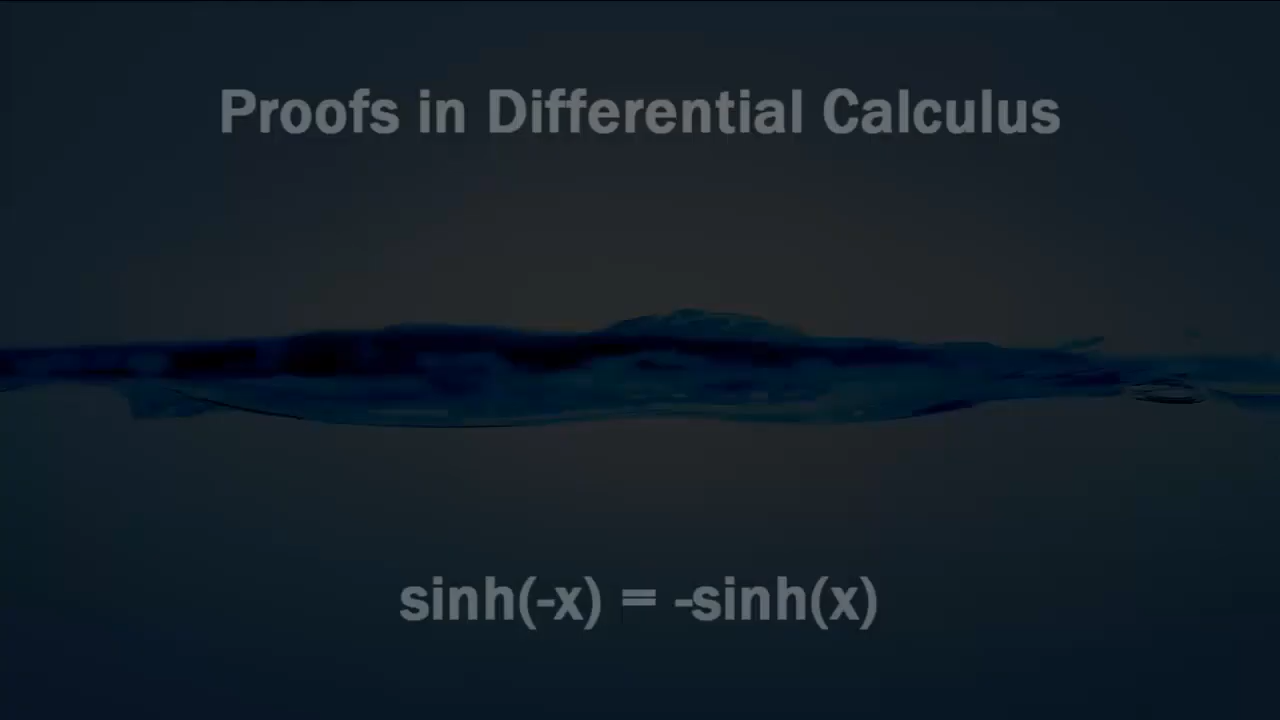 Proofs in Differential Calculus
sinh(-x) = -sinh(x)